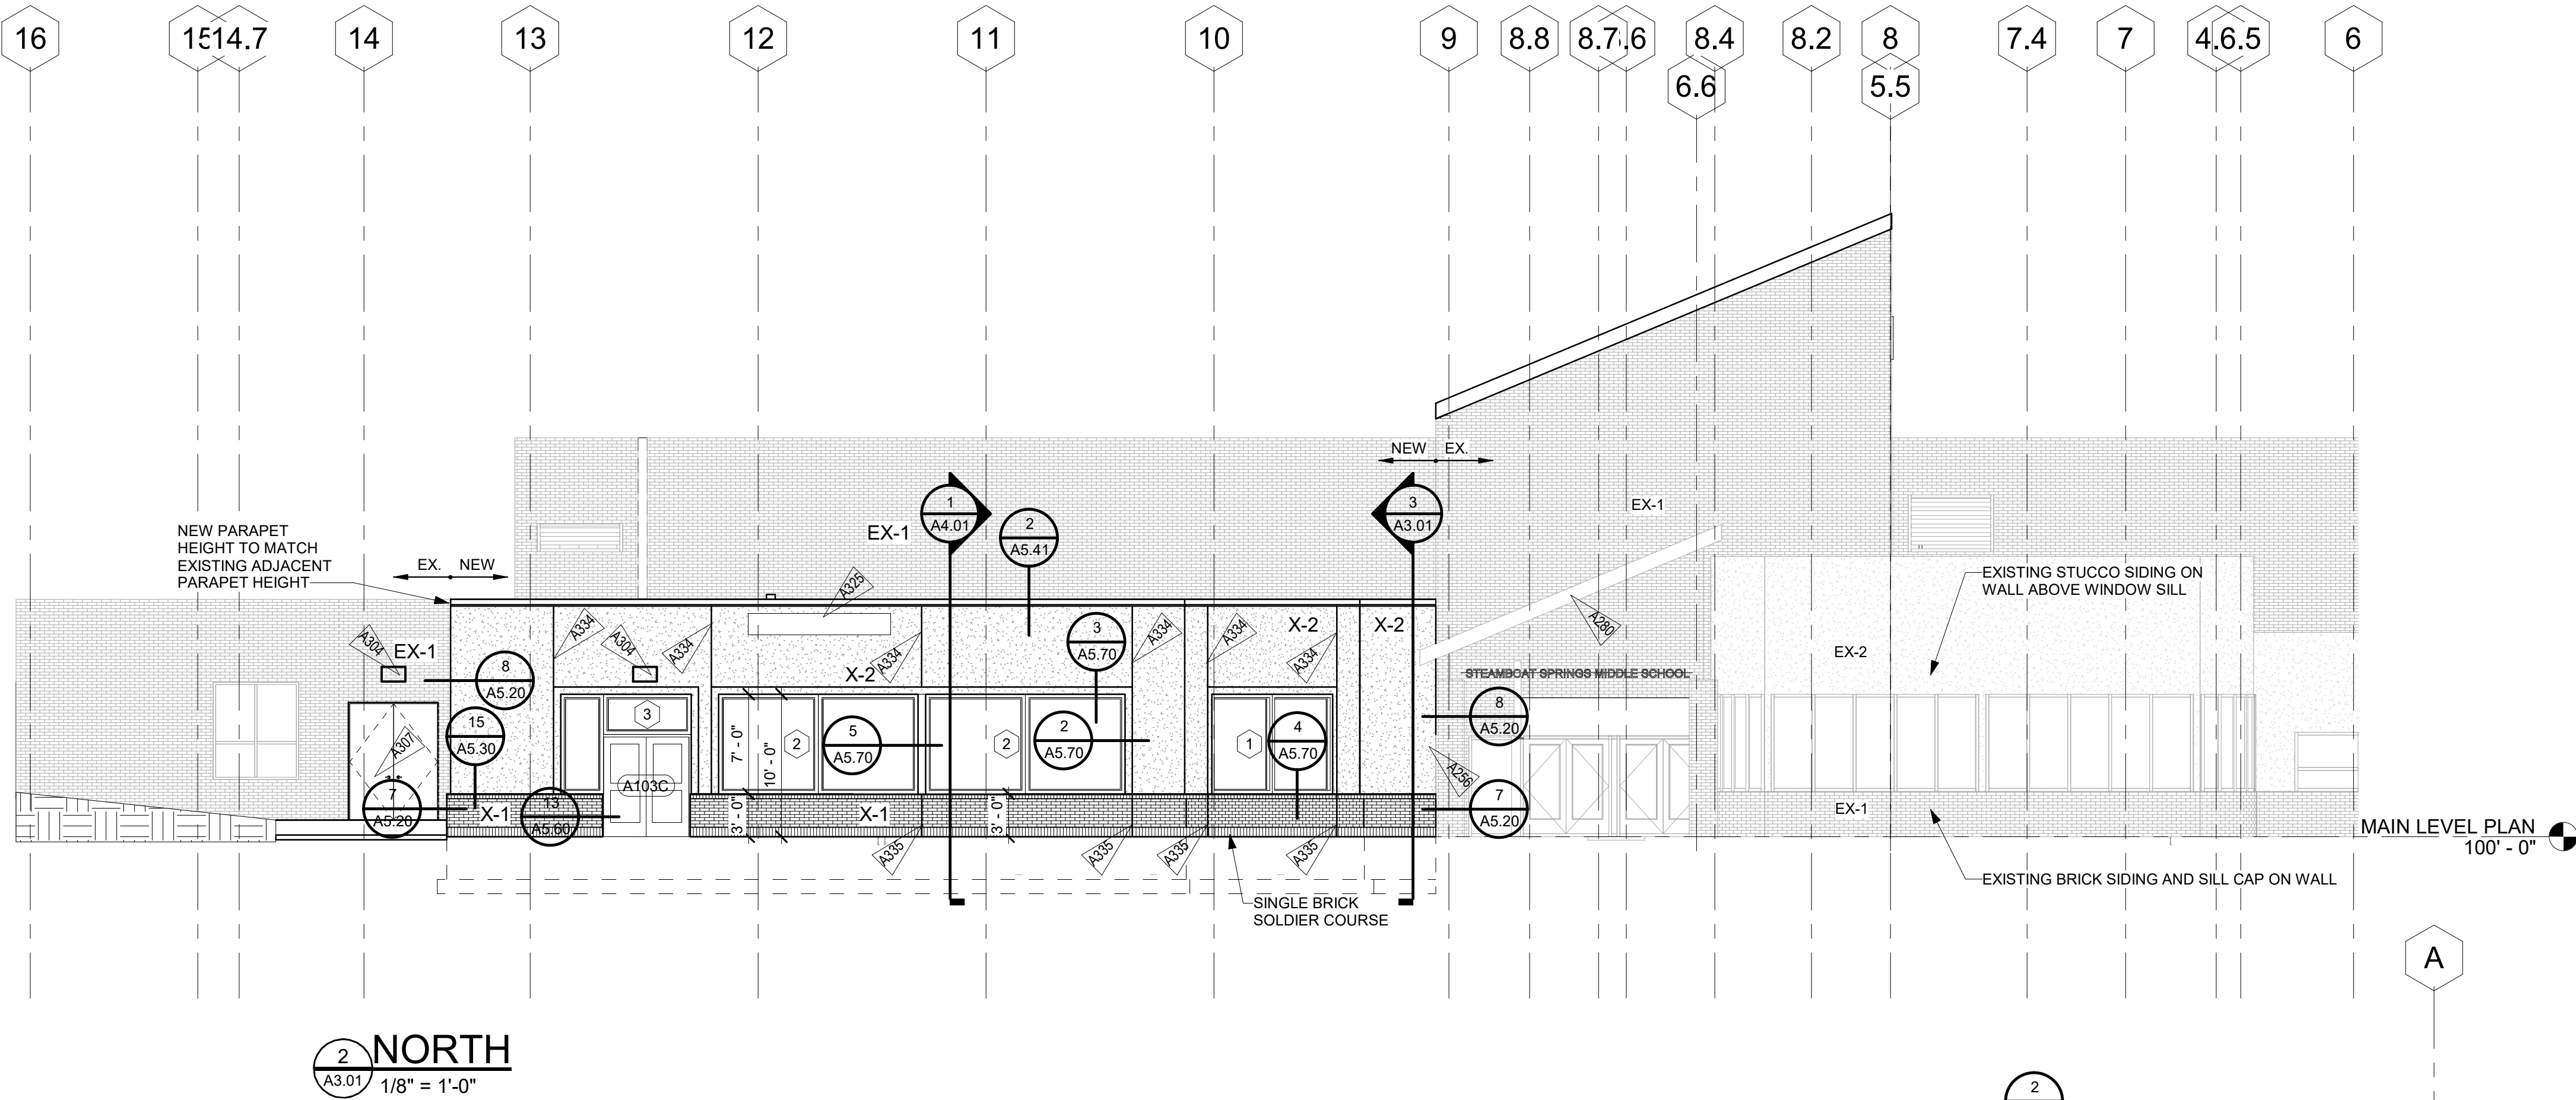 16
15
14.7
14
13
12
11
10
9
8.8
8.7
.6
8.4
8.2
8
7.4
7
4.6
6.5
6
6.6
5.5
NEW EX.
EX-1
1
A4.01
3
A3.01
2
A5.41
EX-1
NEW PARAPET
HEIGHT TO MATCH
EXISTING ADJACENT
PARAPET HEIGHT
EX. NEW
EXISTING STUCCO SIDING ON
WALL ABOVE WINDOW SILL
A325
A304
EX-1
A334
A304
A334
A334
X-2
3
A5.70
A334
A334
X-2
A334
X-2
A280
EX-2
8
A5.20
STEAMBOAT SPRINGS MIDDLE SCHOOL
3
15
A5.30
A307
7' - 0"
10' - 0"
2
5
A5.70
2
2
A5.70
1
4
A5.70
8
A5.20
A256
A103C
7
A5.20
X-1
13
A5.60
3' - 0"
X-1
3' - 0"
7
A5.20
EX-1
A335
A335
A335
A335
MAIN LEVEL PLAN
100' - 0"
EXISTING BRICK SIDING AND SILL CAP ON WALL
SINGLE BRICK
SOLDIER COURSE
A
2
A3.01
NORTH
1/8" = 1'-0"
2